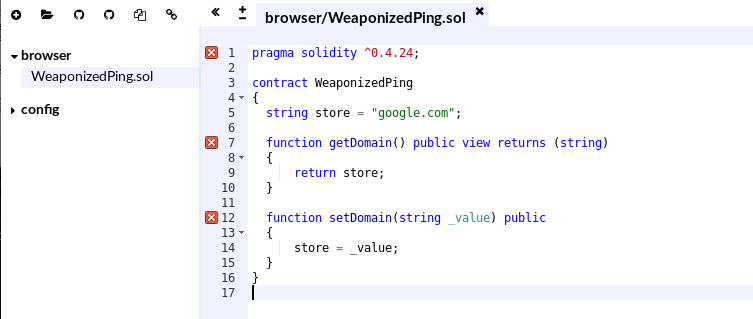 browser/WeaponizedPing.sol
browser
WeaponizedPing.sol
config
1 pragma solidity ^0.4.24;
2
3 contract WeaponizedPing
4 {
5   string store = "google.com";
6
7   function getDomain() public view returns (string)
8   {
9       return store;
10   }
11
12   function setDomain(string _value) public
13   {
14       store = _value;
15   }
16 }
17